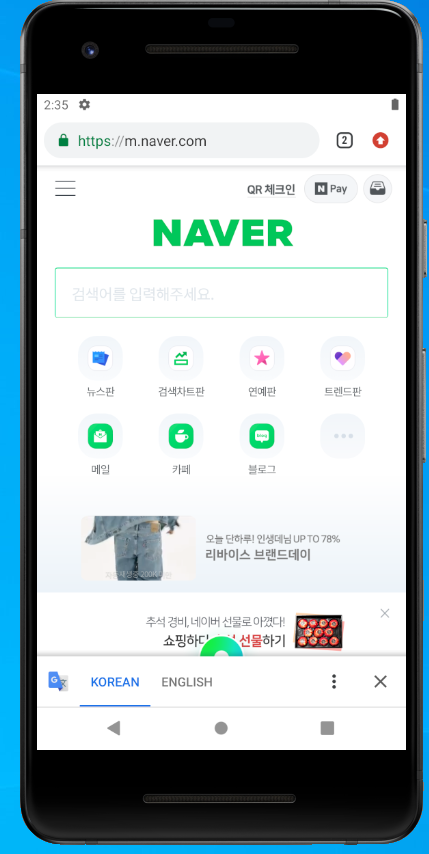 2:35
https://m.naver.com
2
QR 체크인
N Pay
NAVER
검색어를 입력해주세요.
뉴스판
검색차트판
연예판
트렌드판
메일
카페
블로그
오늘 단하루! 인생데님 UP TO 78%
리바이스 브랜드데이
추석 경비, 네이버 선물로 아꼈다!
쇼핑하다 선물하기
KOREAN ENGLISH